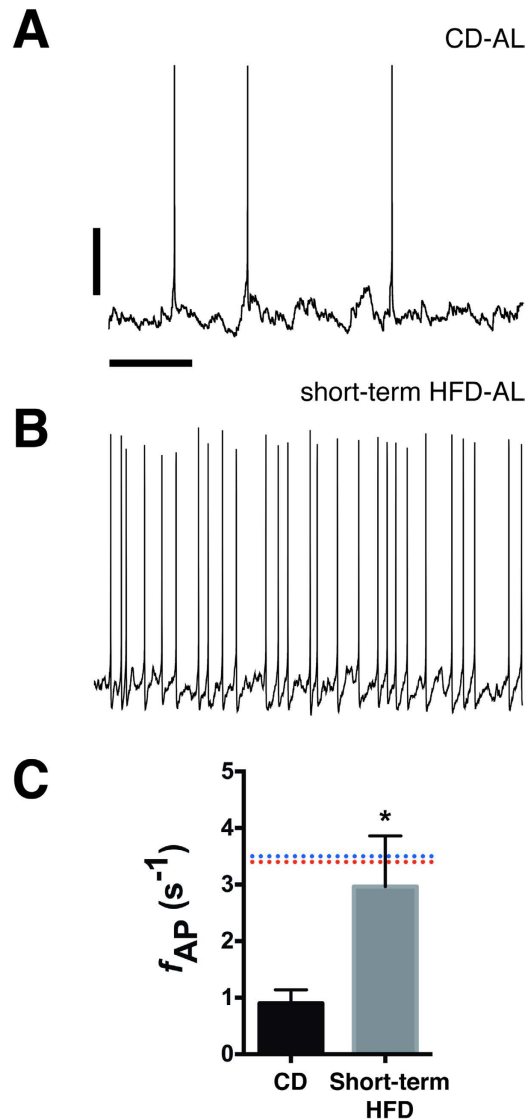 A
CD-AL
short-term HFD-AL
B
C
5
4
3
2
1
0
*
fAP (s-1)
CD
Short-term
HFD